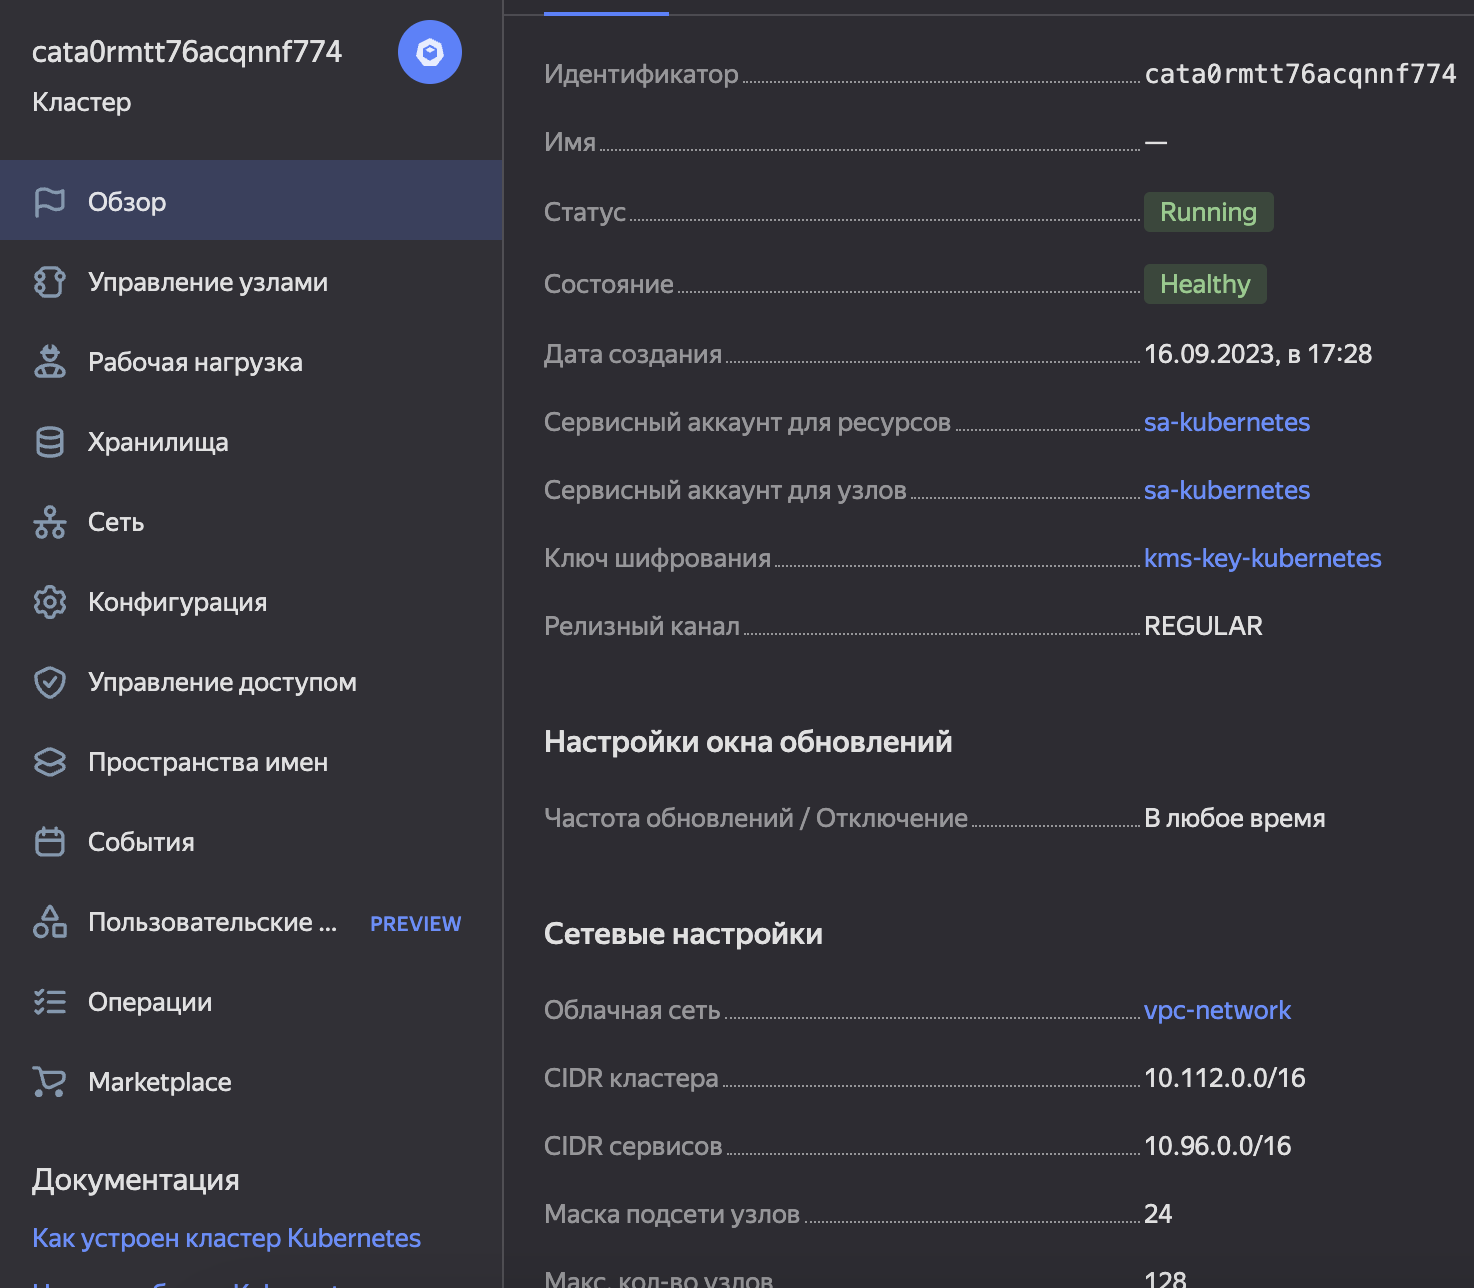 cata0rmtt76acqnnf774
Кластер
Обзор
Управление узлами
Рабочая нагрузка
Хранилища
Сеть
Конфигурация
Управление доступом
Пространства имен
События
Пользовательские ... PREVIEW
Операции
Marketplace
Документация
Как устроен кластер Kubernetes
Идентификатор cata0rmtt76acqnnf774
Имя —
Статус Running
Состояние Healthy
Дата создания 16.09.2023, в 17:28
Сервисный аккаунт для ресурсов sa-kubernetes
Сервисный аккаунт для узлов sa-kubernetes
Ключ шифрования kms-key-kubernetes
Релизный канал REGULAR
Настройки окна обновлений
Частота обновлений / Отключение В любое время
Сетевые настройки
Облачная сеть vpc-network
CIDR кластера 10.112.0.0/16
CIDR сервисов 10.96.0.0/16
Маска подсети узлов 24
Макс. кол-во узлов 128